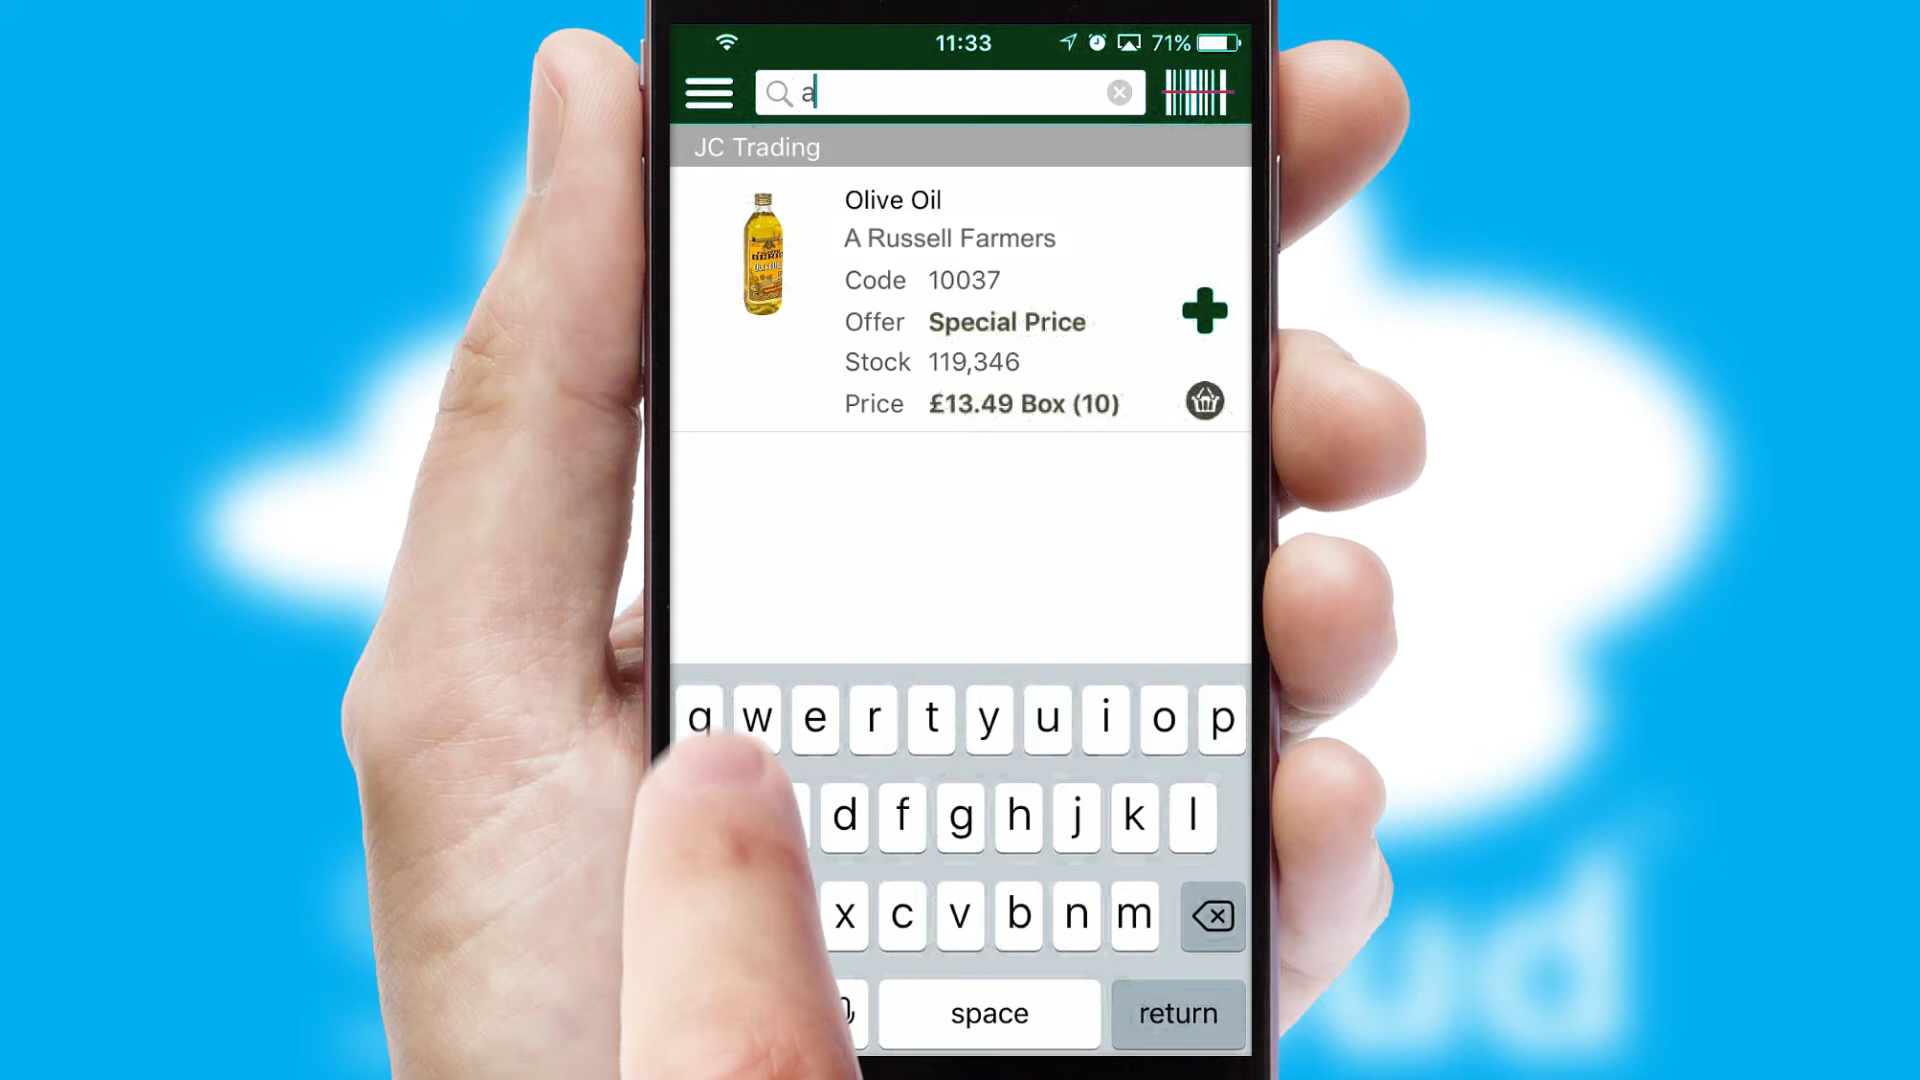 11:33
71%
a
JC Trading
Olive Oil
A Russell Farmers
Code 10037
Offer Special Price
Stock 119,346
Price £13.49 Box (10)
q w e r t y u i o p
d f g h j k l
x c v b n m
space return
ud